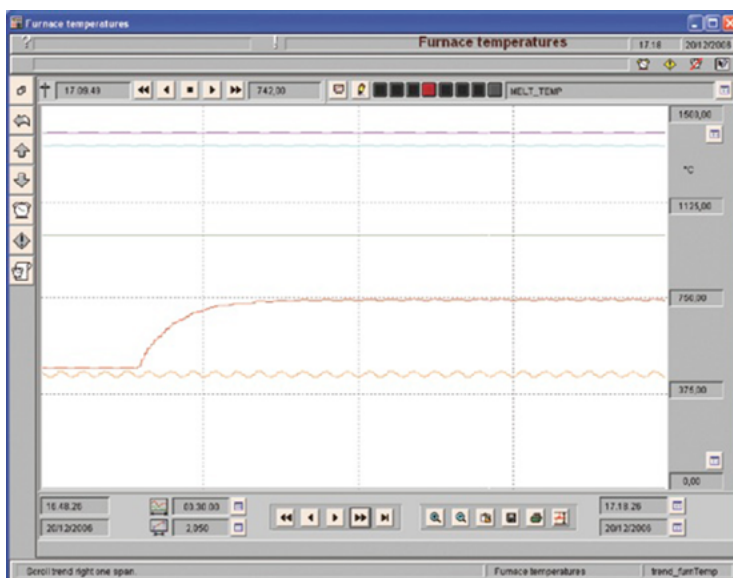 Furnace temperatures
Furnace temperatures 17.18 20/12/2006
17.09.49 742,00 MELT_TEMP
1500,00
°C
1125,00
750,00
375,00
0,00
16.48.26 00.30.00 17.18.26
20/12/2006 2,050 20/12/2006
Scroll trend right one span. Furnace temperatures trend_furnTemp